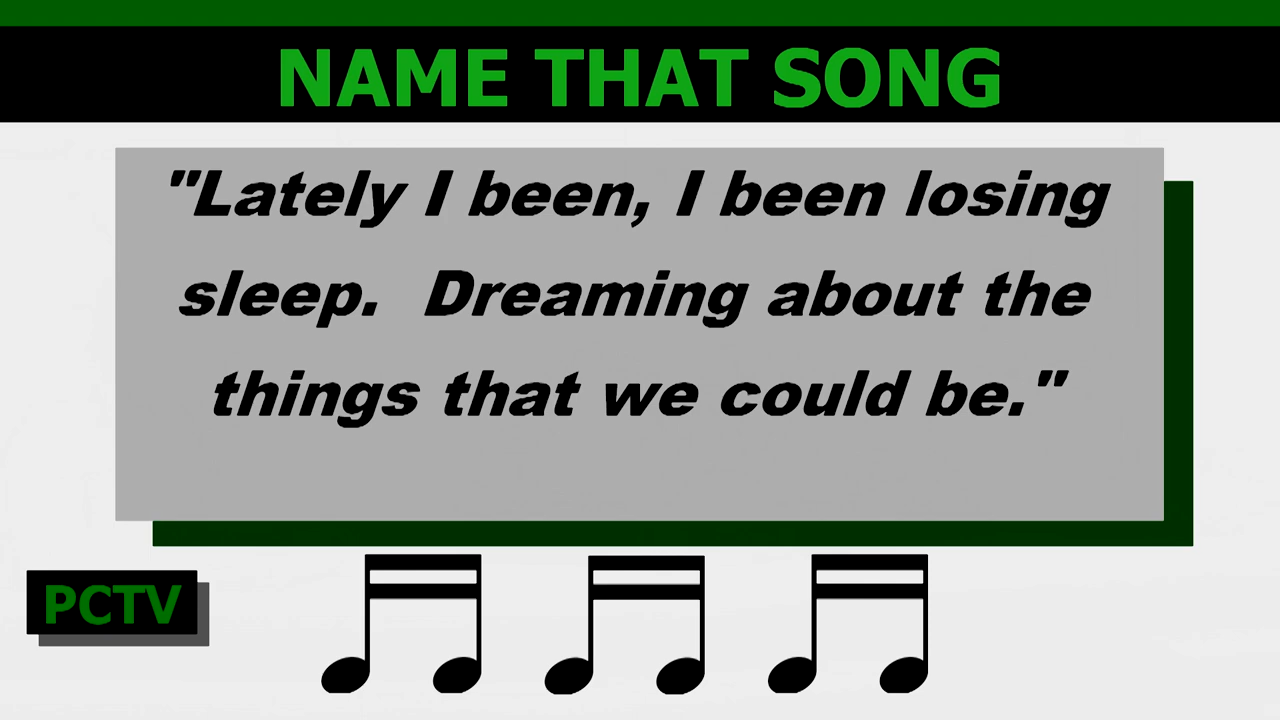 NAME THAT SONG
"Lately I been, I been losing
sleep.  Dreaming about the
things that we could be."
PCTV